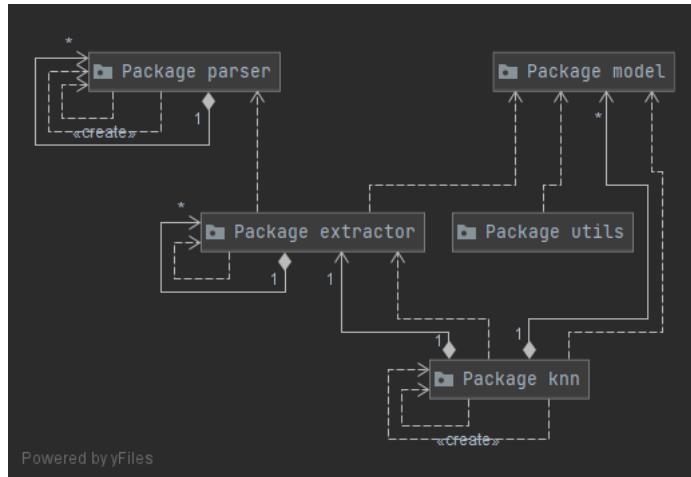 *
Package parser
Package model
1
*
«create»
*
Package extractor
Package utils
1
1
1
1
Package knn
«create»
Powered by yFiles